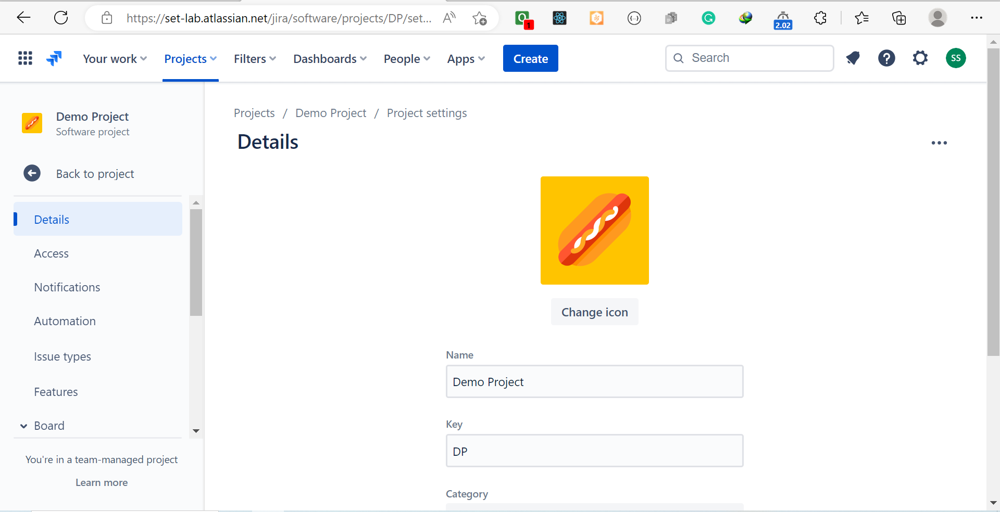 https://set-lab.atlassian.net/jira/software/projects/DP/set...
1
2.02
Your work
Projects
Filters
Dashboards
People
Apps
Create
Search
SS
Demo Project
Software project
Back to project
Details
Access
Notifications
Automation
Issue types
Features
Board
You're in a team-managed project
Learn more
Projects / Demo Project / Project settings
Details
Change icon
Name
Demo Project
Key
DP
Category